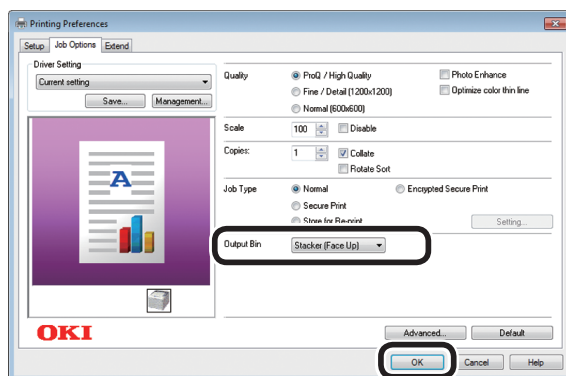 Printing Preferences
Setup Job Options Extend
Driver Setting
Current setting
Save... Management...
A
OKI
Quality ProQ / High Quality Photo Enhance
Fine / Detail (1200x1200) Optimize color thin line
Normal (600x600)
Scale 100 Disable
Copies: 1 Collate
Rotate Sort
Job Type Normal Encrypted Secure Print
Secure Print
Store for Re-print Setting...
Output Bin Stacker (Face Up)
Advanced... Default
OK Cancel Help